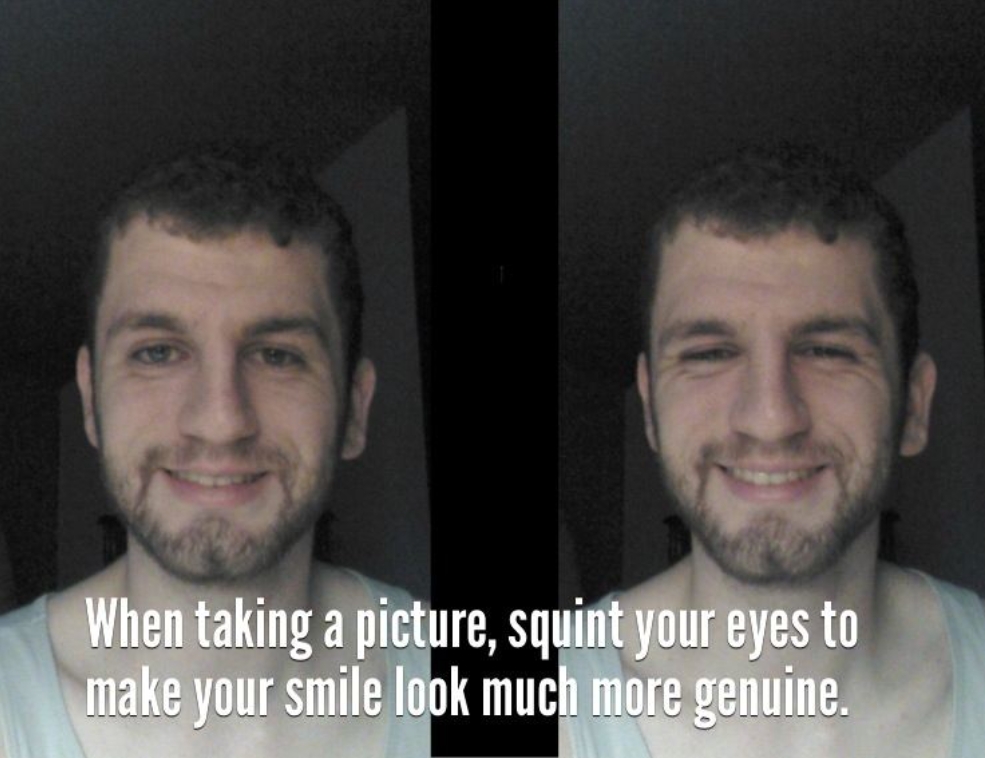 When taking a picture, squint your eyes to
make your smile look much more genuine.